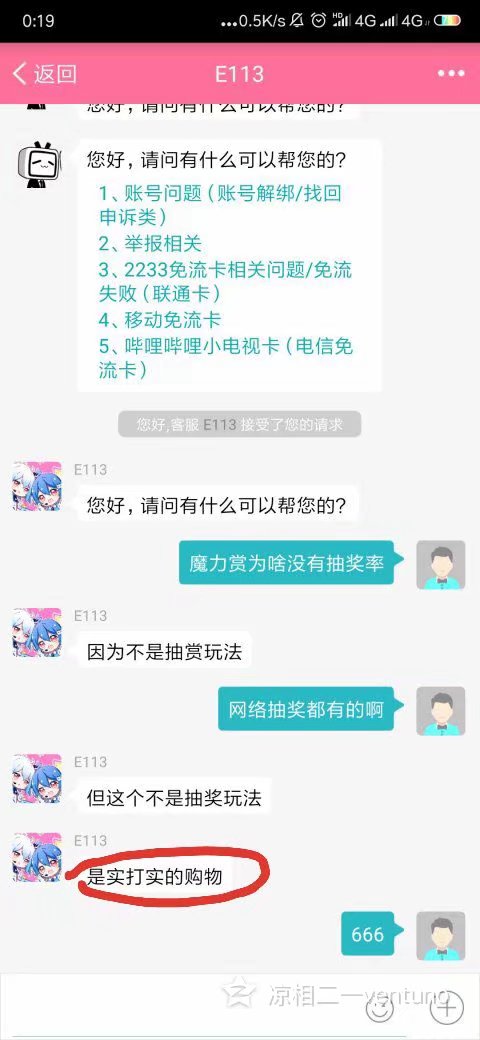 0:19
...0.5K/s
HD
4G
4G
返回
E113
您好，请问有什么可以帮您的？
您好，请问有什么可以帮您的？
1、账号问题（账号解绑/找回
申诉类）
2、举报相关
3、2233免流卡相关问题/免流
失败（联通卡）
4、移动免流卡
5、哔哩哔哩小电视卡（电信免
流卡）
您好,客服 E113 接受了您的请求
E113
您好，请问有什么可以帮您的？
魔力赏为啥没有抽奖率
E113
因为不是抽赏玩法
网络抽奖都有的啊
E113
但这个不是抽奖玩法
E113
是实打实的购物
666
凉相二一ventuno